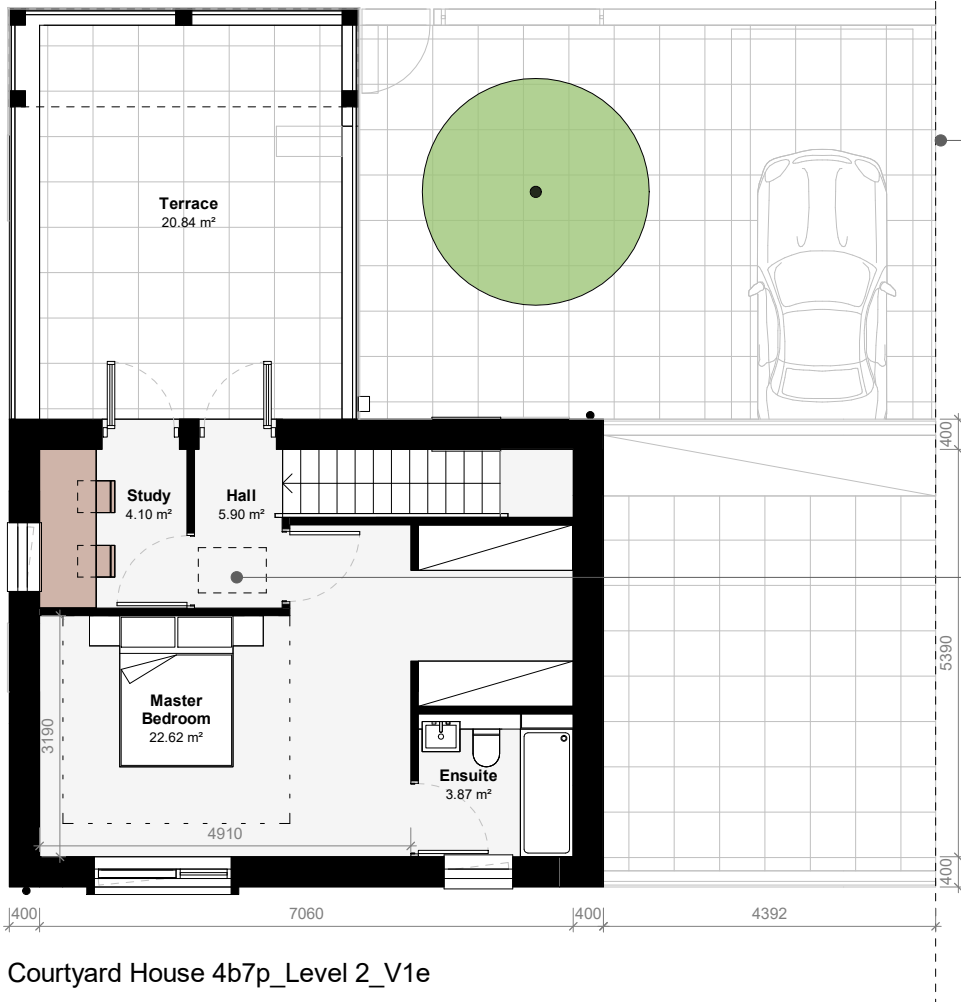 Terrace
20.84 m²
Study
4.10 m²
Hall
5.90 m²
400
5390
Master
Bedroom
22.62 m²
3190
Ensuite
3.87 m²
4910
400
400
7060
400
4392
Courtyard House 4b7p_Level 2_V1e